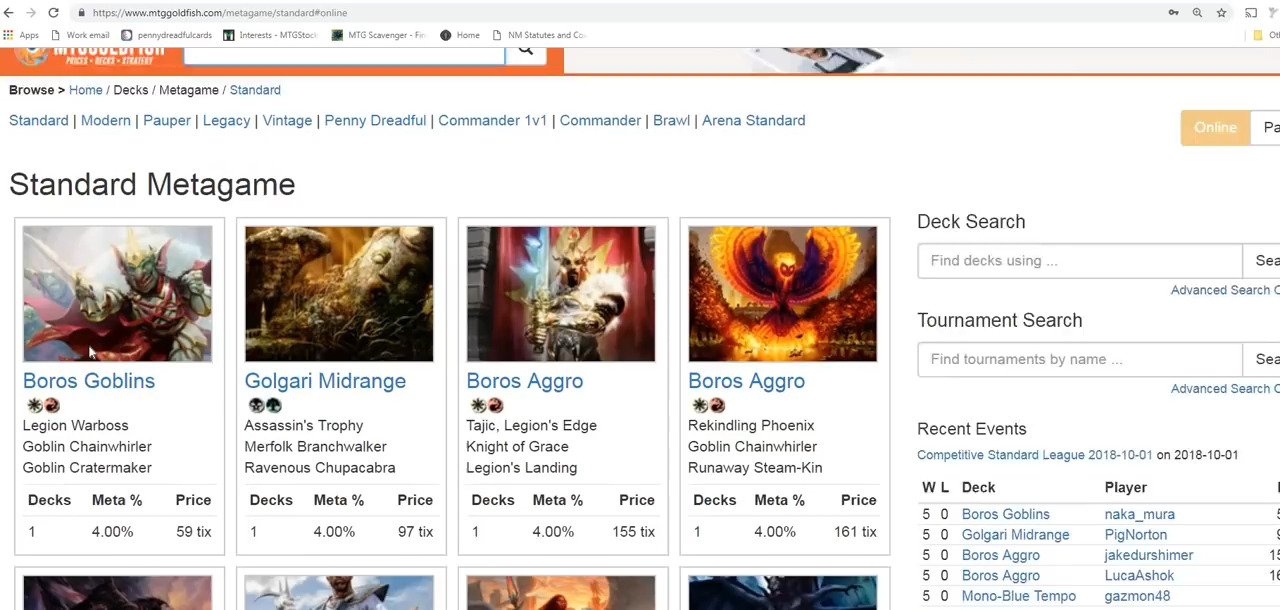 https://www.mtggoldfish.com/metagame/standard#online
Apps Work email pennydreadfulcards Interests - MTGStock MTG Scavenger - Fin Home NM Statutes and Cou
PRICES • DECKS • STRATEGY
Browse > Home / Decks / Metagame / Standard
Standard | Modern | Pauper | Legacy | Vintage | Penny Dreadful | Commander 1v1 | Commander | Brawl | Arena Standard
Online Pa
Standard Metagame
Boros Goblins
Legion Warboss
Goblin Chainwhirler
Goblin Cratermaker
Decks Meta % Price
1 4.00% 59 tix
Golgari Midrange
Assassin's Trophy
Merfolk Branchwalker
Ravenous Chupacabra
Decks Meta % Price
1 4.00% 97 tix
Boros Aggro
Tajic, Legion's Edge
Knight of Grace
Legion's Landing
Decks Meta % Price
1 4.00% 155 tix
Boros Aggro
Rekindling Phoenix
Goblin Chainwhirler
Runaway Steam-Kin
Decks Meta % Price
1 4.00% 161 tix
Deck Search
Find decks using ... Sea
Advanced Search O
Tournament Search
Find tournaments by name ... Sea
Advanced Search O
Recent Events
Competitive Standard League 2018-10-01 on 2018-10-01
W L Deck Player
5 0 Boros Goblins naka_mura
5 0 Golgari Midrange PigNorton
5 0 Boros Aggro jakedurshimer
5 0 Boros Aggro LucaAshok
5 0 Mono-Blue Tempo gazmon48